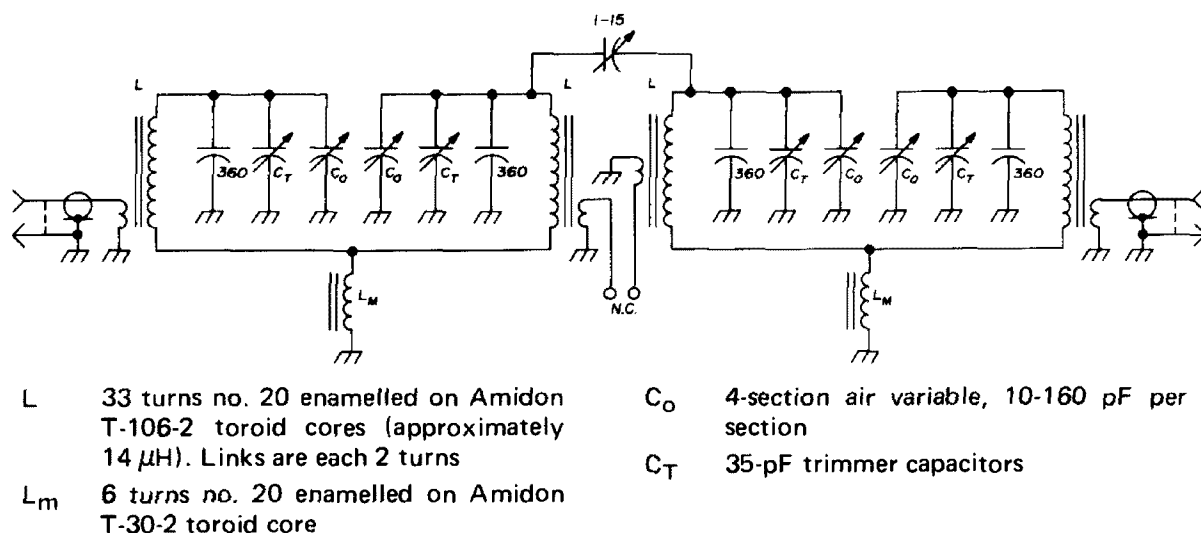 1-15
L
L
L
360
C_T
C_O
C_O
C_T
360
360
C_T
C_O
C_O
C_T
360
L_M
N.C.
L_M
L 33 turns no. 20 enamelled on Amidon
T-106-2 toroid cores (approximately
14 μH). Links are each 2 turns
L_m 6 turns no. 20 enamelled on Amidon
T-30-2 toroid core
C_o 4-section air variable, 10-160 pF per
section
C_T 35-pF trimmer capacitors